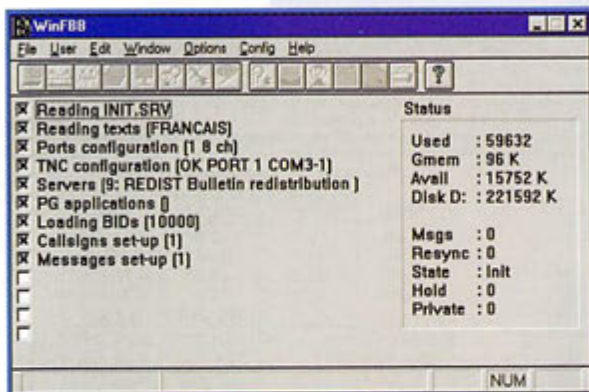 WinFBB
File User Edit Window Options Config Help
Reading INIT.SRV
Reading texts (FRANCAIS)
Ports configuration (1 8 ch)
TNC configuration (OK PORT 1 COM3-1)
Servers (9: REDIST Bulletin redistribution )
PG applications ()
Loading BIDs (10000)
Callsigns set-up (1)
Messages set-up (1)
Status
Used : 59632
Gmem : 96 K
Avail : 15752 K
Disk D: : 221592 K
Msgs : 0
Resync : 0
State : Init
Hold : 0
Private : 0
NUM